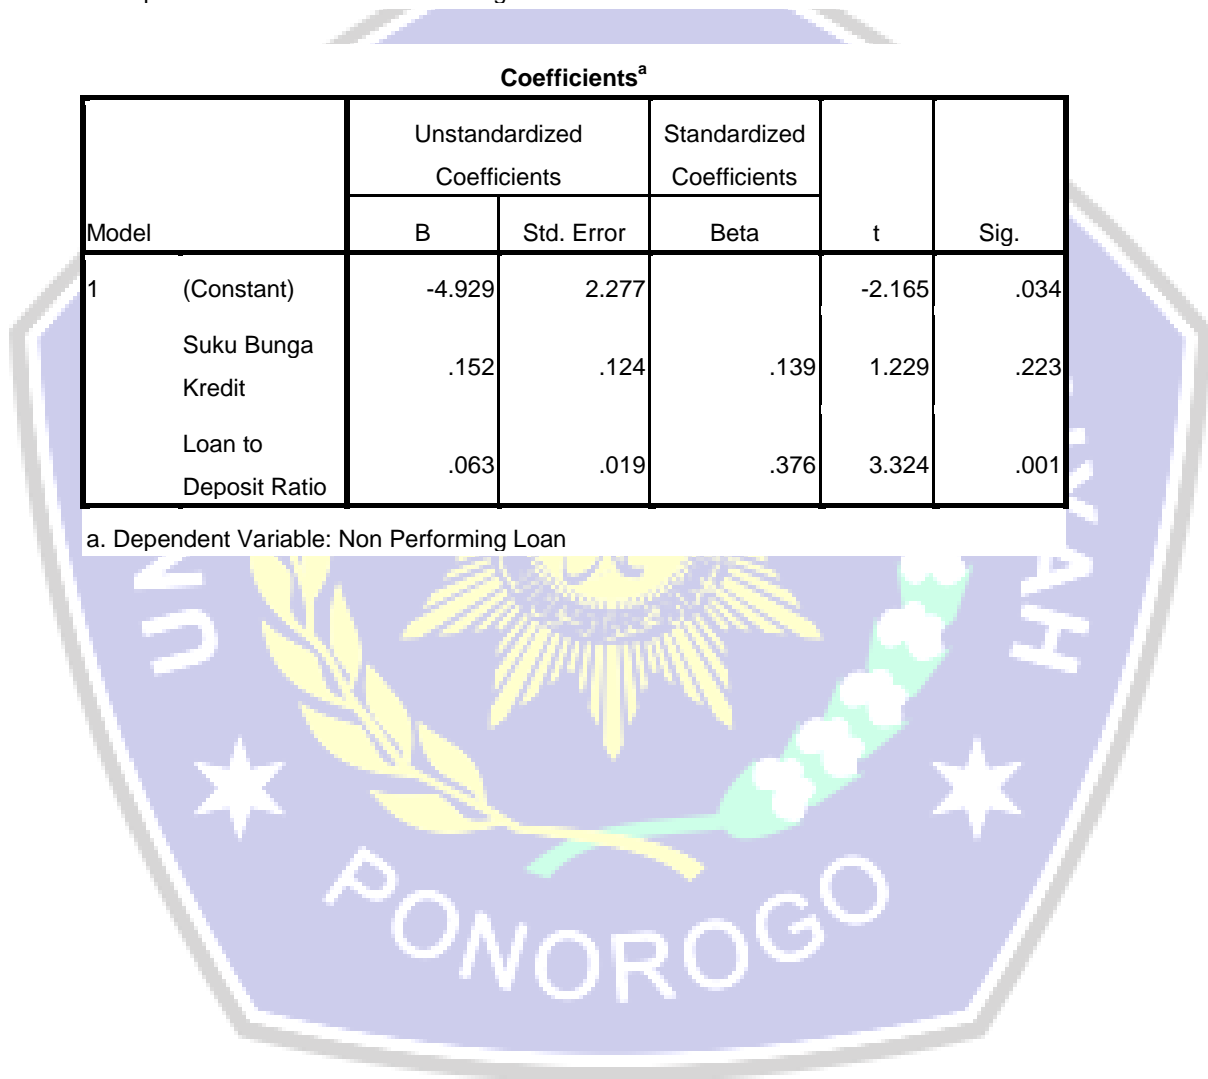 Coefficientsa
Unstandardized Coefficients Standardized Coefficients
Model B Std. Error Beta t Sig.
1 (Constant) -4.929 2.277 -2.165 .034
Suku Bunga Kredit .152 .124 .139 1.229 .223
Loan to Deposit Ratio .063 .019 .376 3.324 .001
a. Dependent Variable: Non Performing Loan
PONOROGO